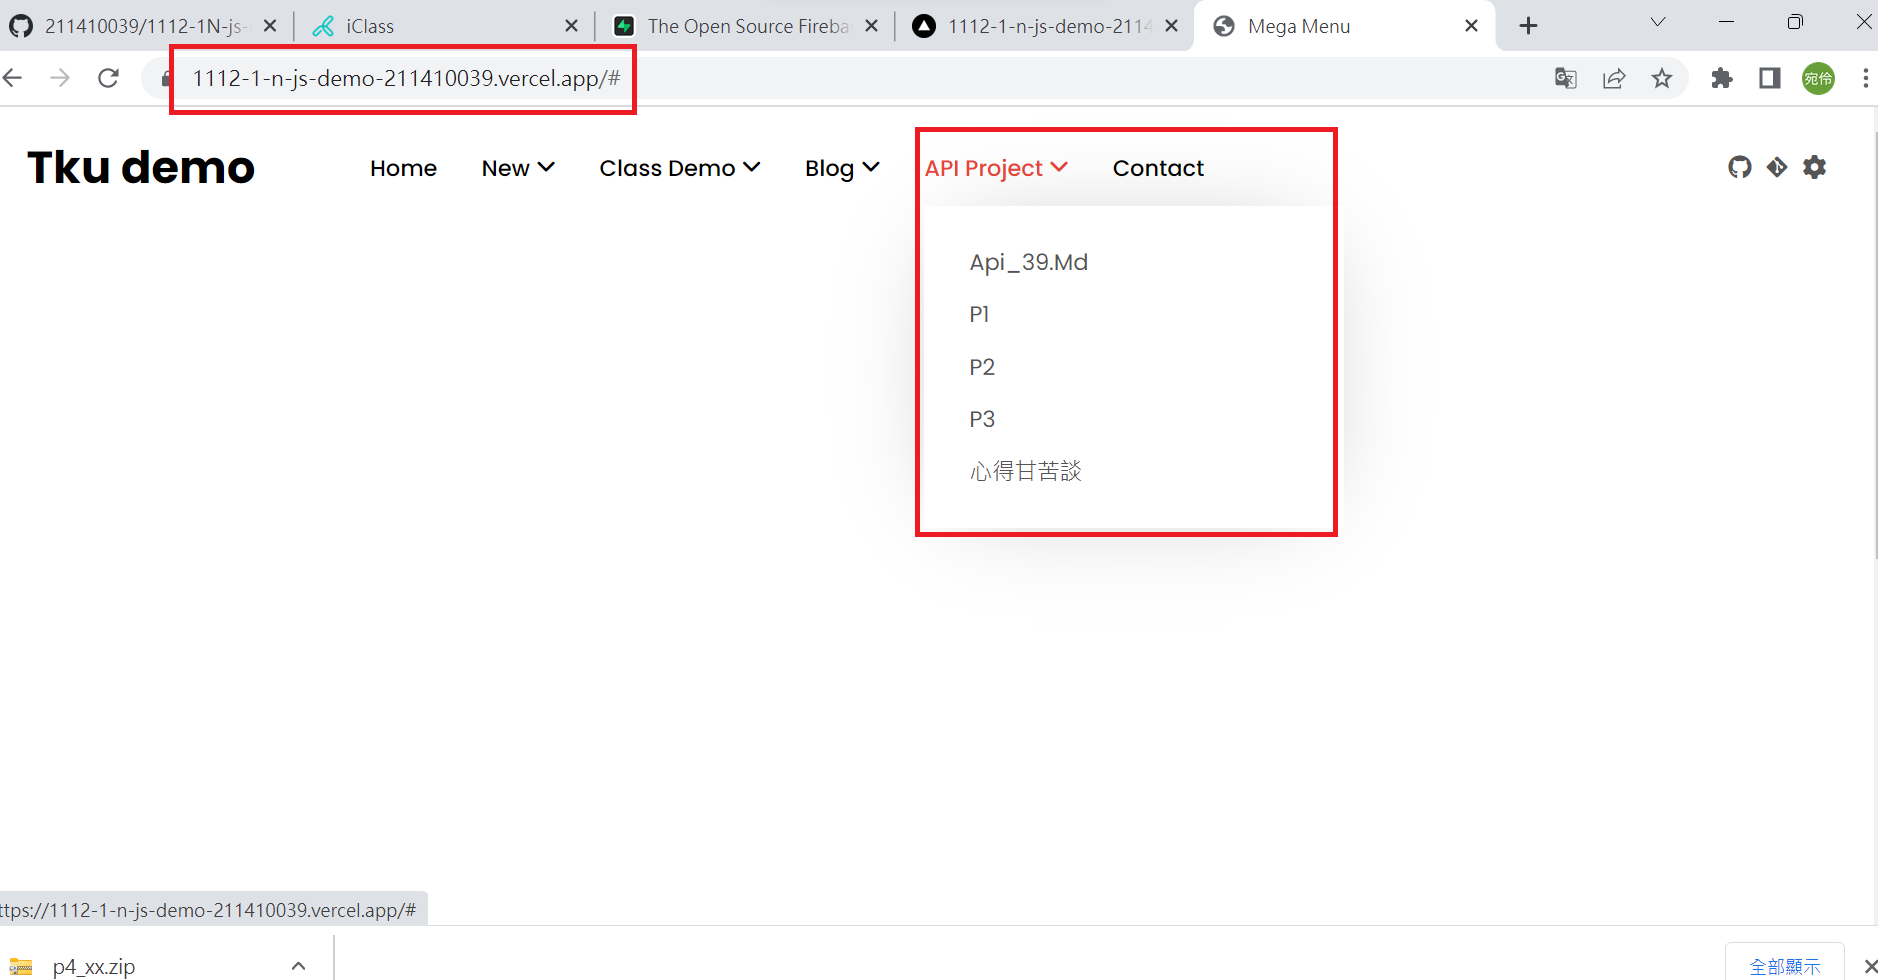 211410039/1112-1N-js-
iClass
The Open Source Fireba
1112-1-n-js-demo-2114
Mega Menu
1112-1-n-js-demo-211410039.vercel.app/#
宛伶
Tku demo
Home
New
Class Demo
Blog
API Project
Contact
Api_39.Md
P1
P2
P3
心得甘苦談
ttps://1112-1-n-js-demo-211410039.vercel.app/#
p4_xx.zip
全部顯示